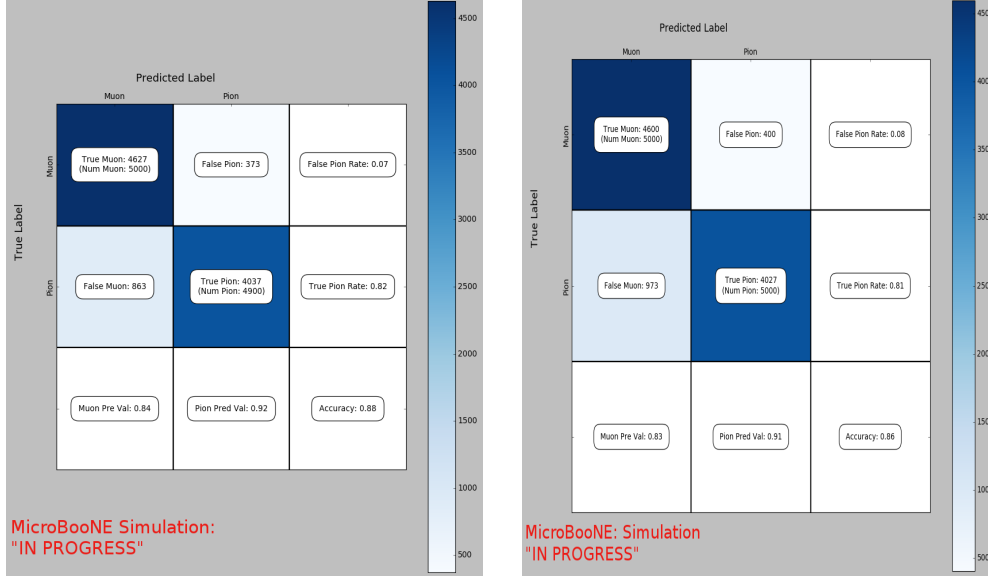 Predicted Label
Muon Pion
True Label
Muon
Pion
True Muon: 4627
(Num Muon: 5000)
False Pion: 373
False Pion Rate: 0.07
False Muon: 863
True Pion: 4037
(Num Pion: 4900)
True Pion Rate: 0.82
Muon Pre Val: 0.84
Pion Pred Val: 0.92
Accuracy: 0.88
4500
4000
3500
3000
2500
2000
1500
1000
500
MicroBooNE Simulation:
"IN PROGRESS"
Predicted Label
Muon Pion
True Label
Muon
Pion
True Muon: 4600
(Num Muon: 5000)
False Pion: 400
False Pion Rate: 0.08
False Muon: 973
True Pion: 4027
(Num Pion: 5000)
True Pion Rate: 0.81
Muon Pre Val: 0.83
Pion Pred Val: 0.91
Accuracy: 0.86
MicroBooNE: Simulation
"IN PROGRESS"